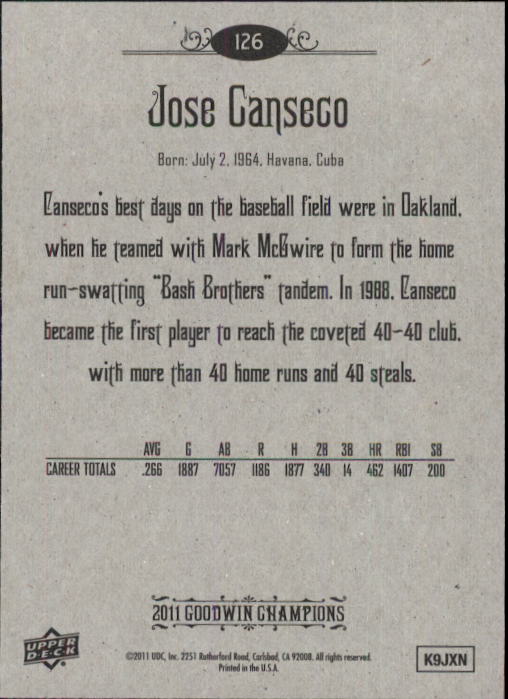 126
Jose Canseco
Born: July 2, 1964, Havana, Cuba
Canseco's best days on the baseball field were in Oakland,
when he teamed with Mark McGwire to form the home
run-swatting "Bash Brothers" tandem. In 1988, Canseco
became the first player to reach the coveted 40-40 club,
with more than 40 home runs and 40 steals.
AVG G AB R H 2B 3B HR RBI SB
CAREER TOTALS .266 1887 7057 1186 1877 340 14 462 1407 200
2011 GOODWIN CHAMPIONS
UPPER
DECK
©2011 UDC, Inc. 2251 Rutherford Road, Carlsbad, CA 92008. All rights reserved.
Printed in the U.S.A.
K9JXN